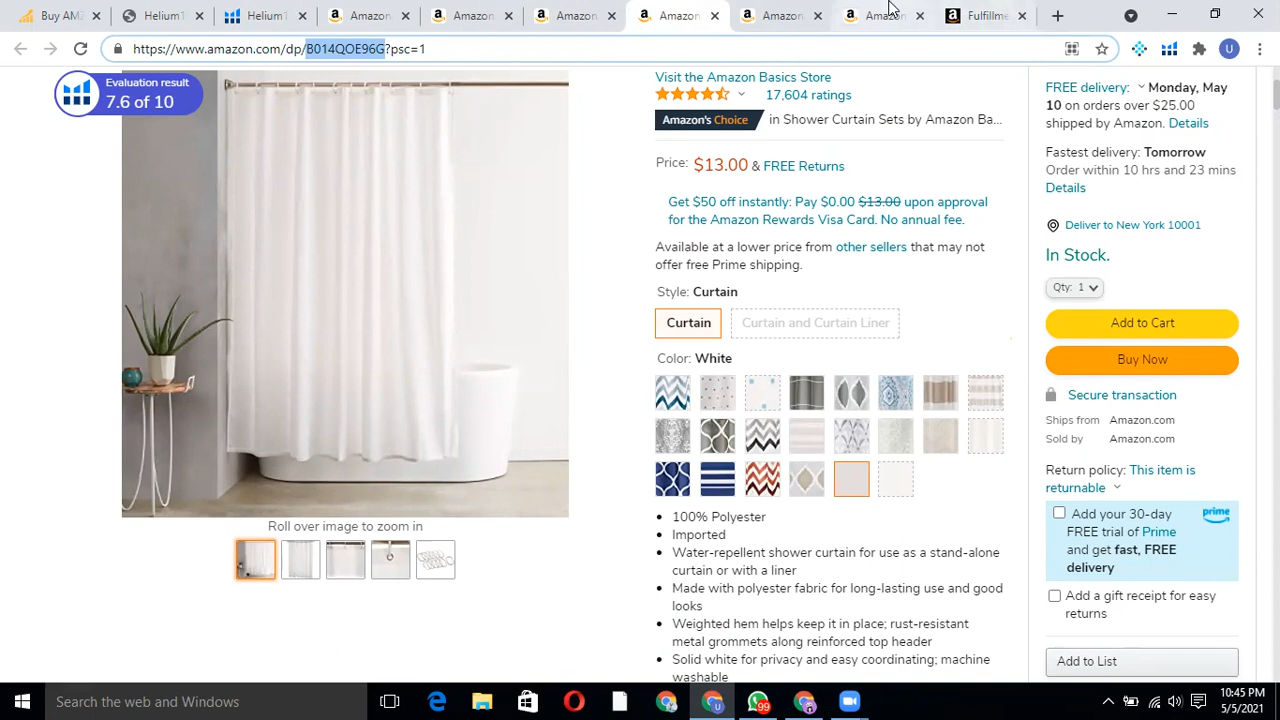 Buy AMZ
Helium1
Helium1
Amazon
Amazon
Amazon
Amazon
Amazon
Amazon
Fulfillme
https://www.amazon.com/dp/B014QOE96G?psc=1
U
Evaluation result
7.6 of 10
Visit the Amazon Basics Store
17,604 ratings
Amazon's Choice in Shower Curtain Sets by Amazon Ba...
Price: $13.00 & FREE Returns
Get $50 off instantly: Pay $0.00 $13.00 upon approval
for the Amazon Rewards Visa Card. No annual fee.
Available at a lower price from other sellers that may not
offer free Prime shipping.
Style: Curtain
Curtain
Curtain and Curtain Liner
Color: White
100% Polyester
Imported
Water-repellent shower curtain for use as a stand-alone
curtain or with a liner
Made with polyester fabric for long-lasting use and good
looks
Weighted hem helps keep it in place; rust-resistant
metal grommets along reinforced top header
Solid white for privacy and easy coordinating; machine
washable
Roll over image to zoom in
FREE delivery: Monday, May
10 on orders over $25.00
shipped by Amazon. Details
Fastest delivery: Tomorrow
Order within 10 hrs and 23 mins
Details
Deliver to New York 10001
In Stock.
Qty: 1
Add to Cart
Buy Now
Secure transaction
Ships from Amazon.com
Sold by Amazon.com
Return policy: This item is
returnable
Add your 30-day
FREE trial of Prime
and get fast, FREE
delivery
prime
Add a gift receipt for easy
returns
Add to List
Search the web and Windows
99
10:45 PM
5/5/2021